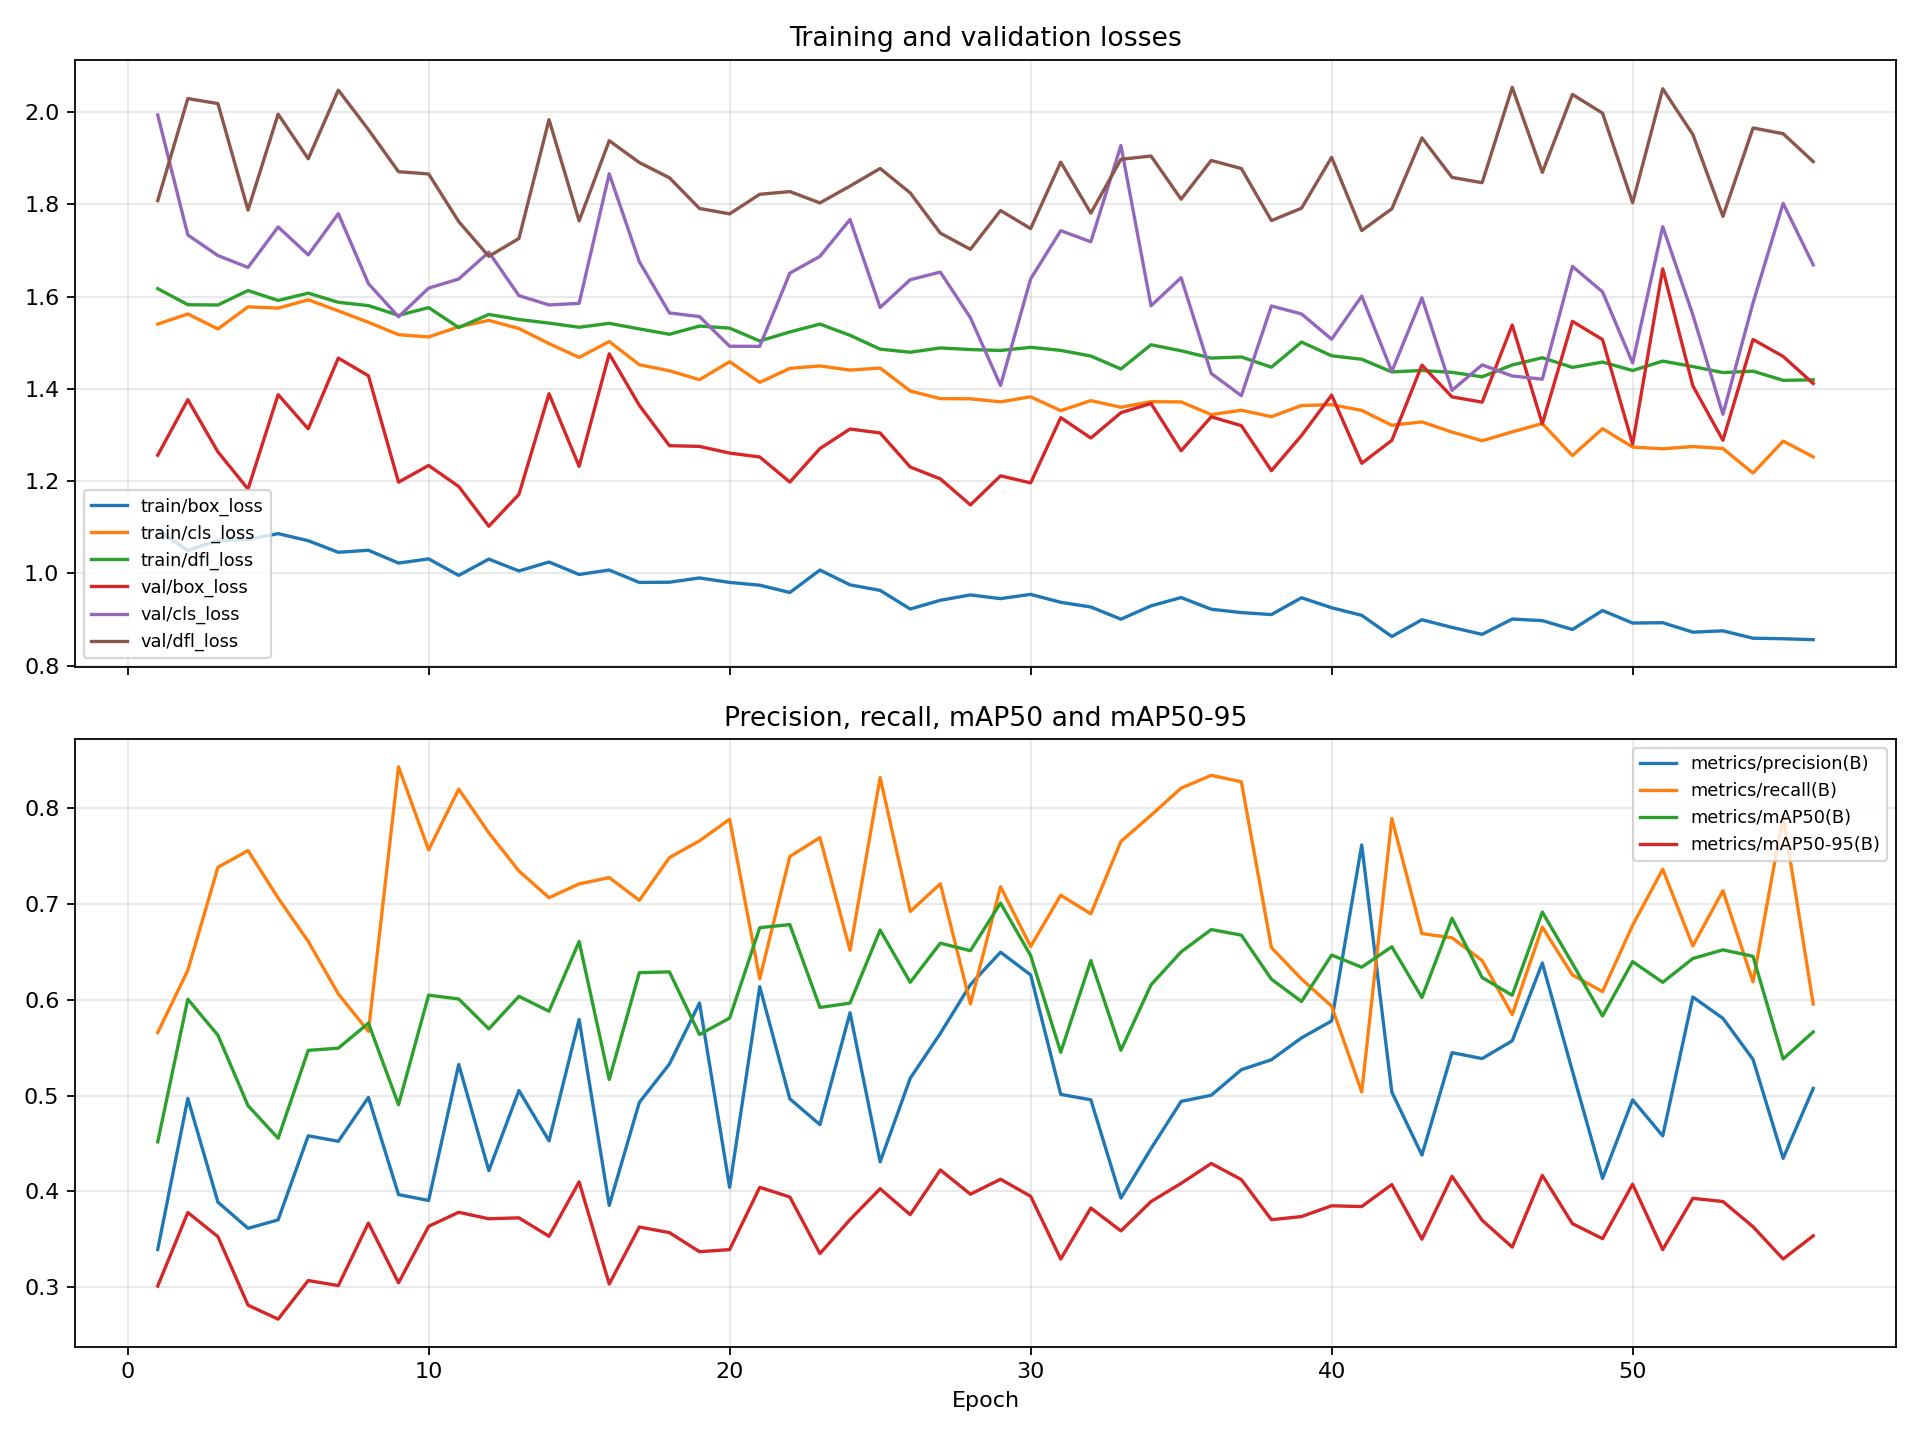 Training and validation losses
2.0
1.8
1.6
1.4
1.2
1.0
0.8
train/box_loss
train/cls_loss
train/dfl_loss
val/box_loss
val/cls_loss
val/dfl_loss
Precision, recall, mAP50 and mAP50-95
0.8
0.7
0.6
0.5
0.4
0.3
metrics/precision(B)
metrics/recall(B)
metrics/mAP50(B)
metrics/mAP50-95(B)
0 10 20 30 40 50
Epoch